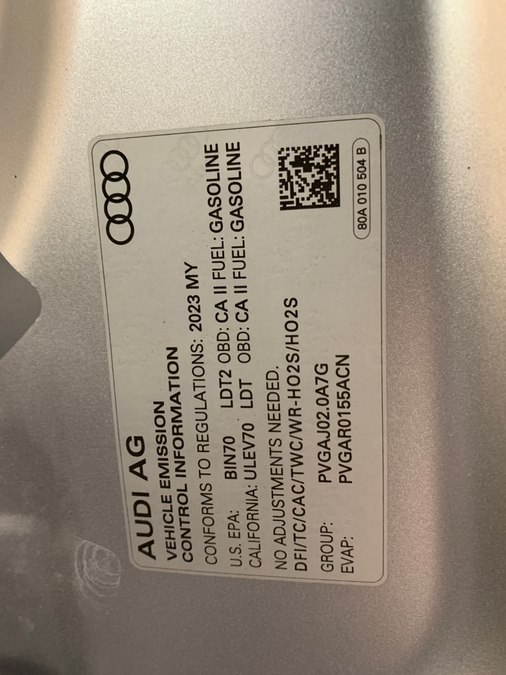 AUDI AG
VEHICLE EMISSION
CONTROL INFORMATION
CONFORMS TO REGULATIONS: 2023 MY
U.S. EPA: BIN70 LDT2 OBD: CA II FUEL: GASOLINE
CALIFORNIA: ULEV70 LDT OBD: CA II FUEL: GASOLINE
NO ADJUSTMENTS NEEDED.
DFI/TC/CAC/TWC/WR-HO2S/HO2S
GROUP: PVGAJ02.0A7G
EVAP: PVGAR0155ACN
80A 010 504 B